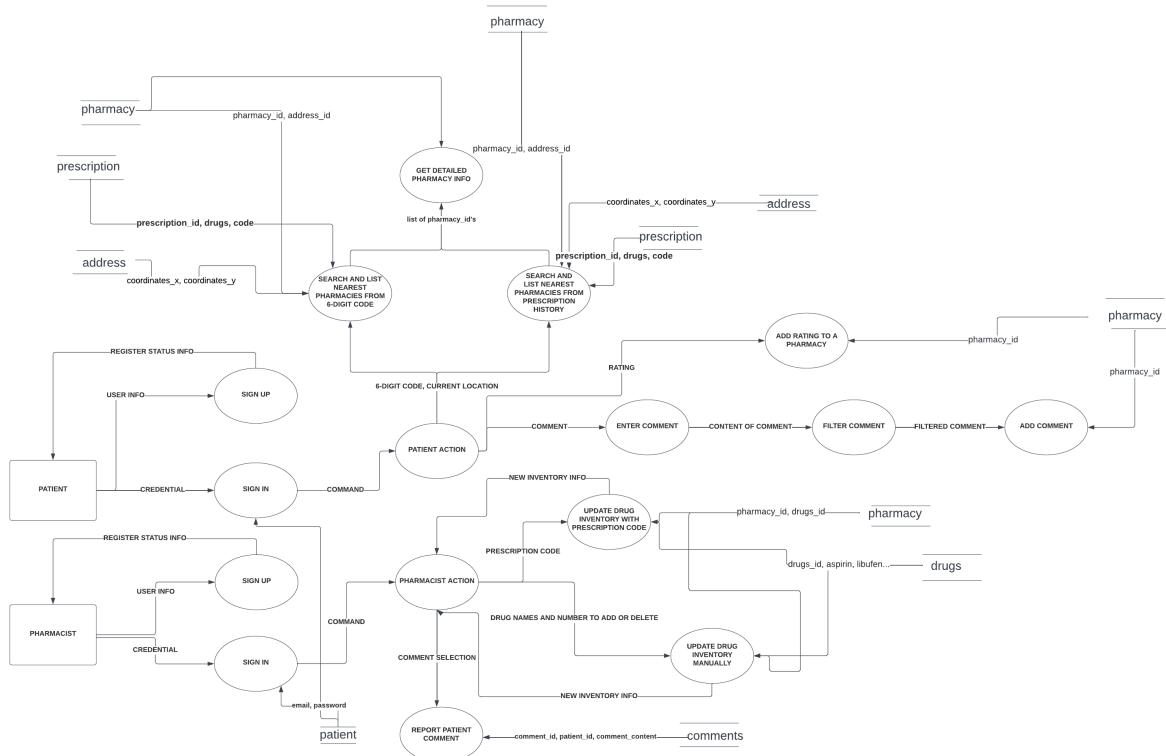 pharmacy
pharmacy
pharmacy_id, address_id
pharmacy_id, address_id
prescription
GET DETAILED
PHARMACY INFO
list of pharmacy_id's
coordinates_x, coordinates_y
address
prescription_id, drugs, code
prescription
prescription_id, drugs, code
address
coordinates_x, coordinates_y
SEARCH AND LIST
NEAREST
PHARMACIES FROM
6-DIGIT CODE
SEARCH AND
LIST NEAREST
PHARMACIES FROM
PRESCRIPTION
HISTORY
pharmacy
ADD RATING TO A
PHARMACY
pharmacy_id
pharmacy_id
REGISTER STATUS INFO
RATING
6-DIGIT CODE, CURRENT LOCATION
USER INFO
SIGN UP
COMMENT
ENTER COMMENT
CONTENT OF COMMENT
FILTER COMMENT
FILTERED COMMENT
ADD COMMENT
PATIENT ACTION
PATIENT
CREDENTIAL
SIGN IN
COMMAND
NEW INVENTORY INFO
UPDATE DRUG
INVENTORY WITH
PRESCRIPTION CODE
pharmacy_id, drugs_id
pharmacy
REGISTER STATUS INFO
PRESCRIPTION CODE
drugs_id, aspirin, libufen...
drugs
SIGN UP
USER INFO
PHARMACIST ACTION
DRUG NAMES AND NUMBER TO ADD OR DELETE
COMMAND
PHARMACIST
CREDENTIAL
SIGN IN
COMMENT SELECTION
UPDATE DRUG
INVENTORY
MANUALLY
NEW INVENTORY INFO
email, password
patient
REPORT PATIENT
COMMENT
comment_id, patient_id, comment_content
comments